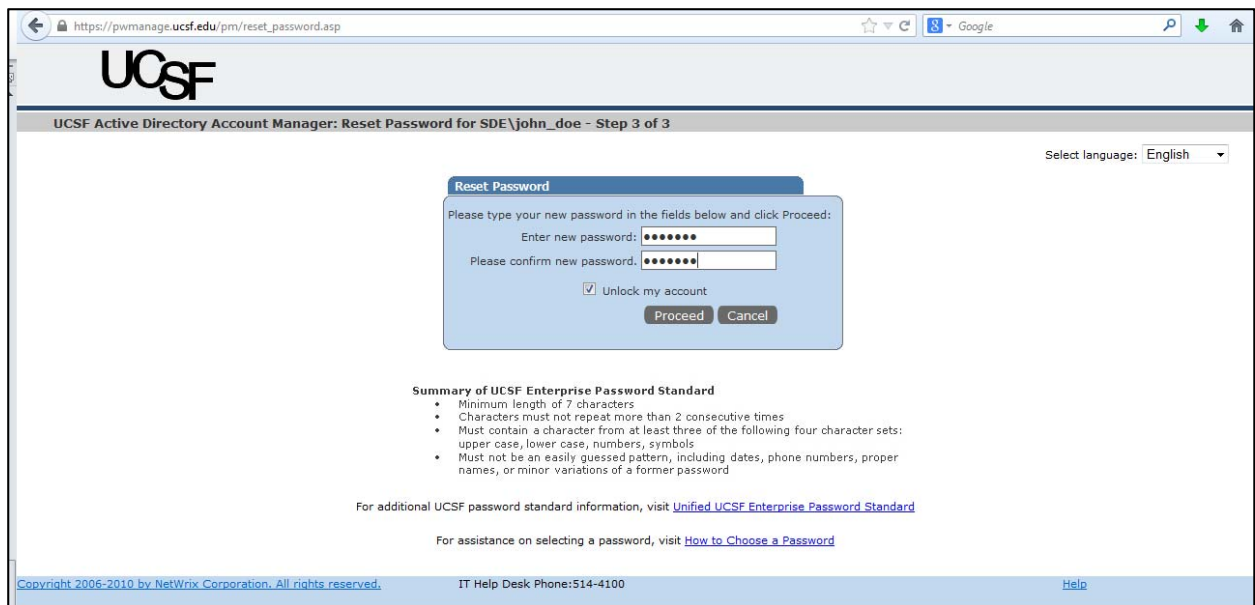 https://pwmanage.ucsf.edu/pm/reset_password.asp
Google
UCSF
UCSF Active Directory Account Manager: Reset Password for SDE\john_doe - Step 3 of 3
Select language: English
Reset Password
Please type your new password in the fields below and click Proceed:
Enter new password: •••••••
Please confirm new password. •••••••
Unlock my account
Proceed Cancel
Summary of UCSF Enterprise Password Standard
• Minimum length of 7 characters
• Characters must not repeat more than 2 consecutive times
• Must contain a character from at least three of the following four character sets:
upper case, lower case, numbers, symbols
• Must not be an easily guessed pattern, including dates, phone numbers, proper
names, or minor variations of a former password
For additional UCSF password standard information, visit Unified UCSF Enterprise Password Standard
For assistance on selecting a password, visit How to Choose a Password
Copyright 2006-2010 by NetWrix Corporation. All rights reserved. IT Help Desk Phone:514-4100 Help